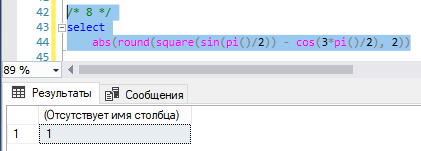 42
/* 8 */
43
select
44
abs(round(square(sin(pi()/2)) - cos(3*pi()/2), 2))
45
89 %
Результаты
Сообщения
(Отсутствует имя столбца)
1
1